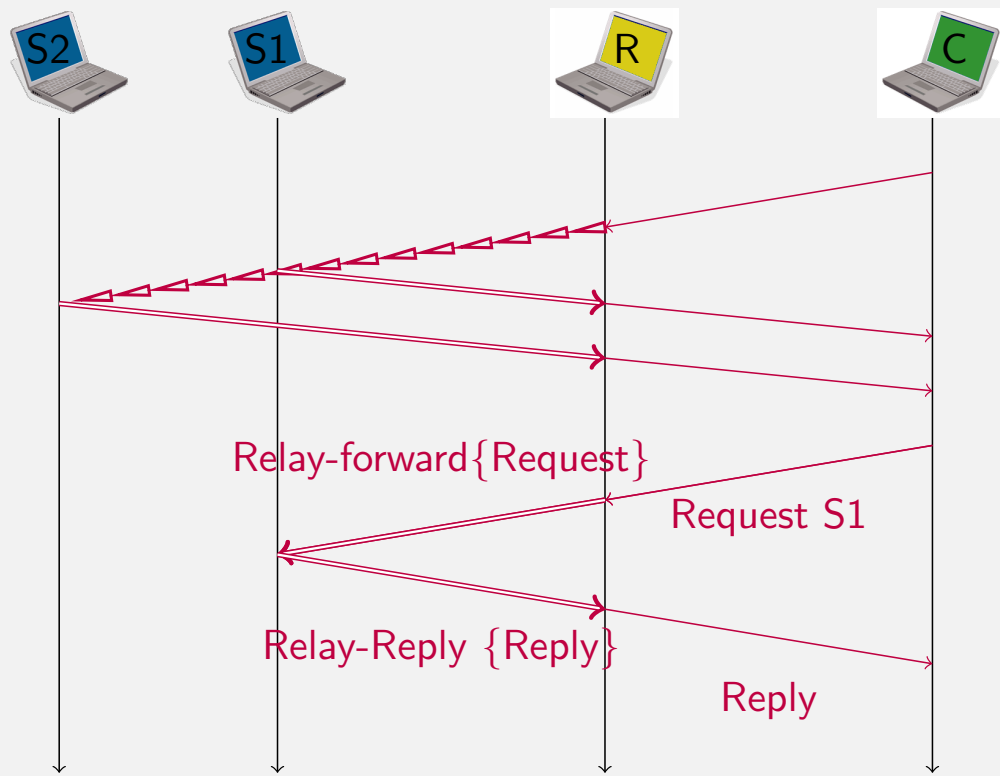 S2 S1 R C
Relay-forward{Request}
Request S1
Relay-Reply {Reply}
Reply